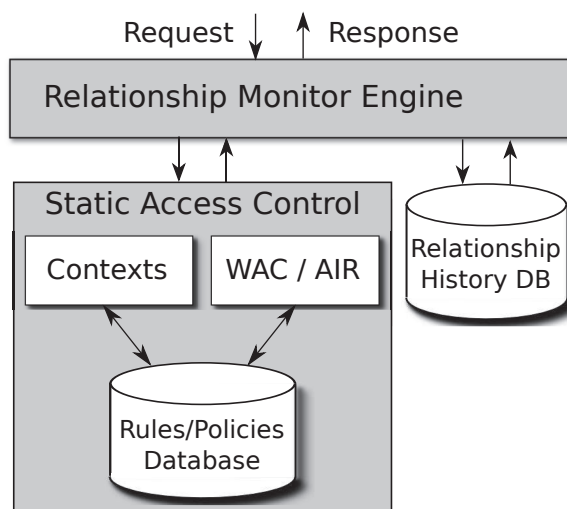 Request
Response
Relationship Monitor Engine
Static Access Control
Contexts
WAC / AIR
Relationship
History DB
Rules/Policies
Database